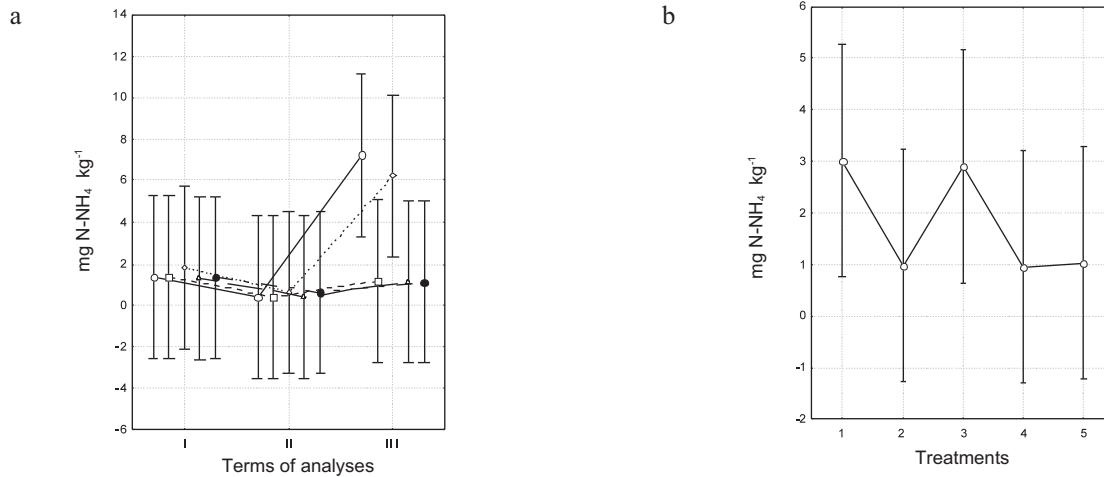 a
14
12
10
8
6
4
2
0
-2
-4
-6
mg N-NH₄ kg⁻¹
I II III
Terms of analyses
b
6
5
4
3
2
1
0
-1
-2
mg N-NH₄ kg⁻¹
1 2 3 4 5
Treatments